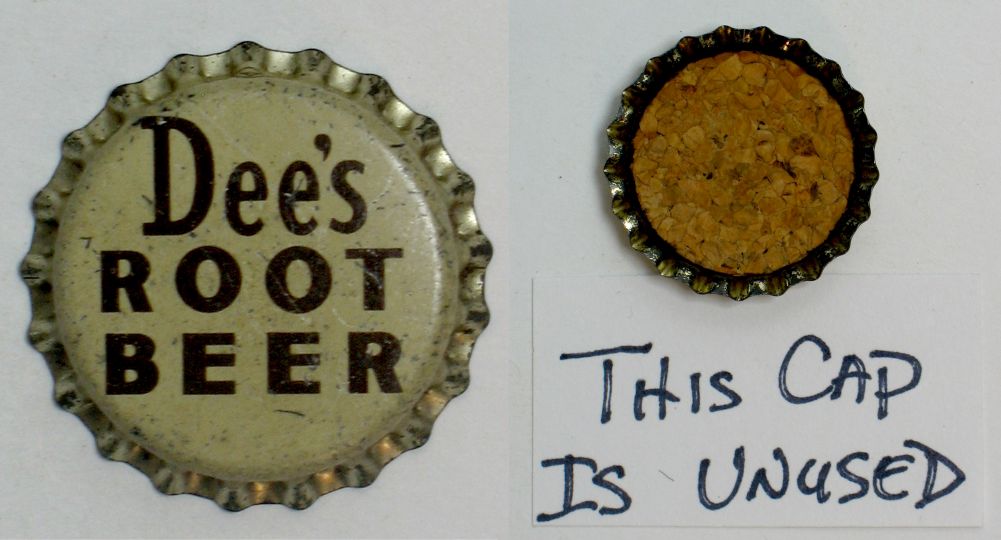 Dee's
ROOT
BEER
THIS CAP
IS UNUSED